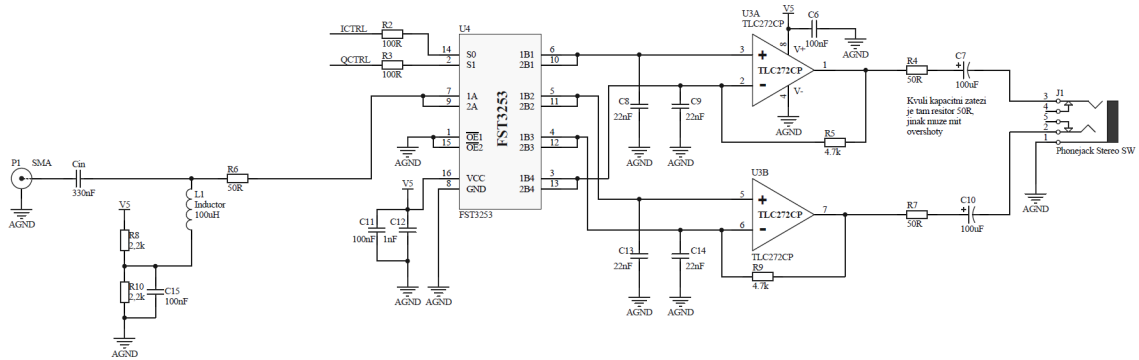 ICTRL
R2
100R
QCTRL
R3
100R
U4
14
S0
2
S1
7
1A
9
2A
1
OE1
15
OE2
16
VCC
8
GND
FST3253
FST3253
1B1
6
2B1
10
1B2
5
2B2
11
1B3
4
2B3
12
1B4
3
2B4
13
AGND
P1
SMA
AGND
Cin
330nF
L1
Inductor
100uH
R6
50R
V5
R8
2,2k
R10
2,2k
C15
100nF
AGND
V5
C11
100nF
C12
1nF
AGND
AGND
U3A
TLC272CP
V5
C6
100nF
AGND
3
2
8
V+
TLC272CP
1
V-
4
AGND
C8
22nF
C9
22nF
AGND
AGND
R5
4.7k
R4
50R
C7
100uF
Kvuli kapacitni zatezi
je tam resitor 50R,
jinak muze mit
overshoty
J1
3
4
5
2
1
Phonejack Stereo SW
AGND
U3B
5
6
TLC272CP
7
TLC272CP
C13
22nF
C14
22nF
AGND
AGND
R9
4.7k
R7
50R
C10
100uF